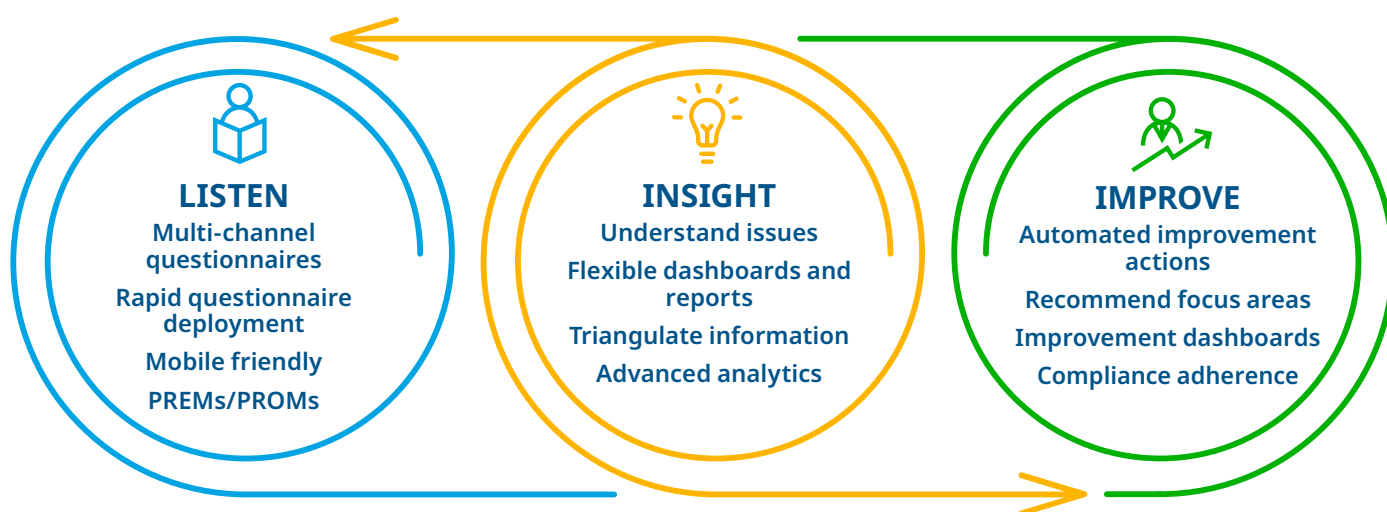 LISTEN
Multi-channel
questionnaires
Rapid questionnaire
deployment
Mobile friendly
PREMs/PROMs
INSIGHT
Understand issues
Flexible dashboards and
reports
Triangulate information
Advanced analytics
IMPROVE
Automated improvement
actions
Recommend focus areas
Improvement dashboards
Compliance adherence